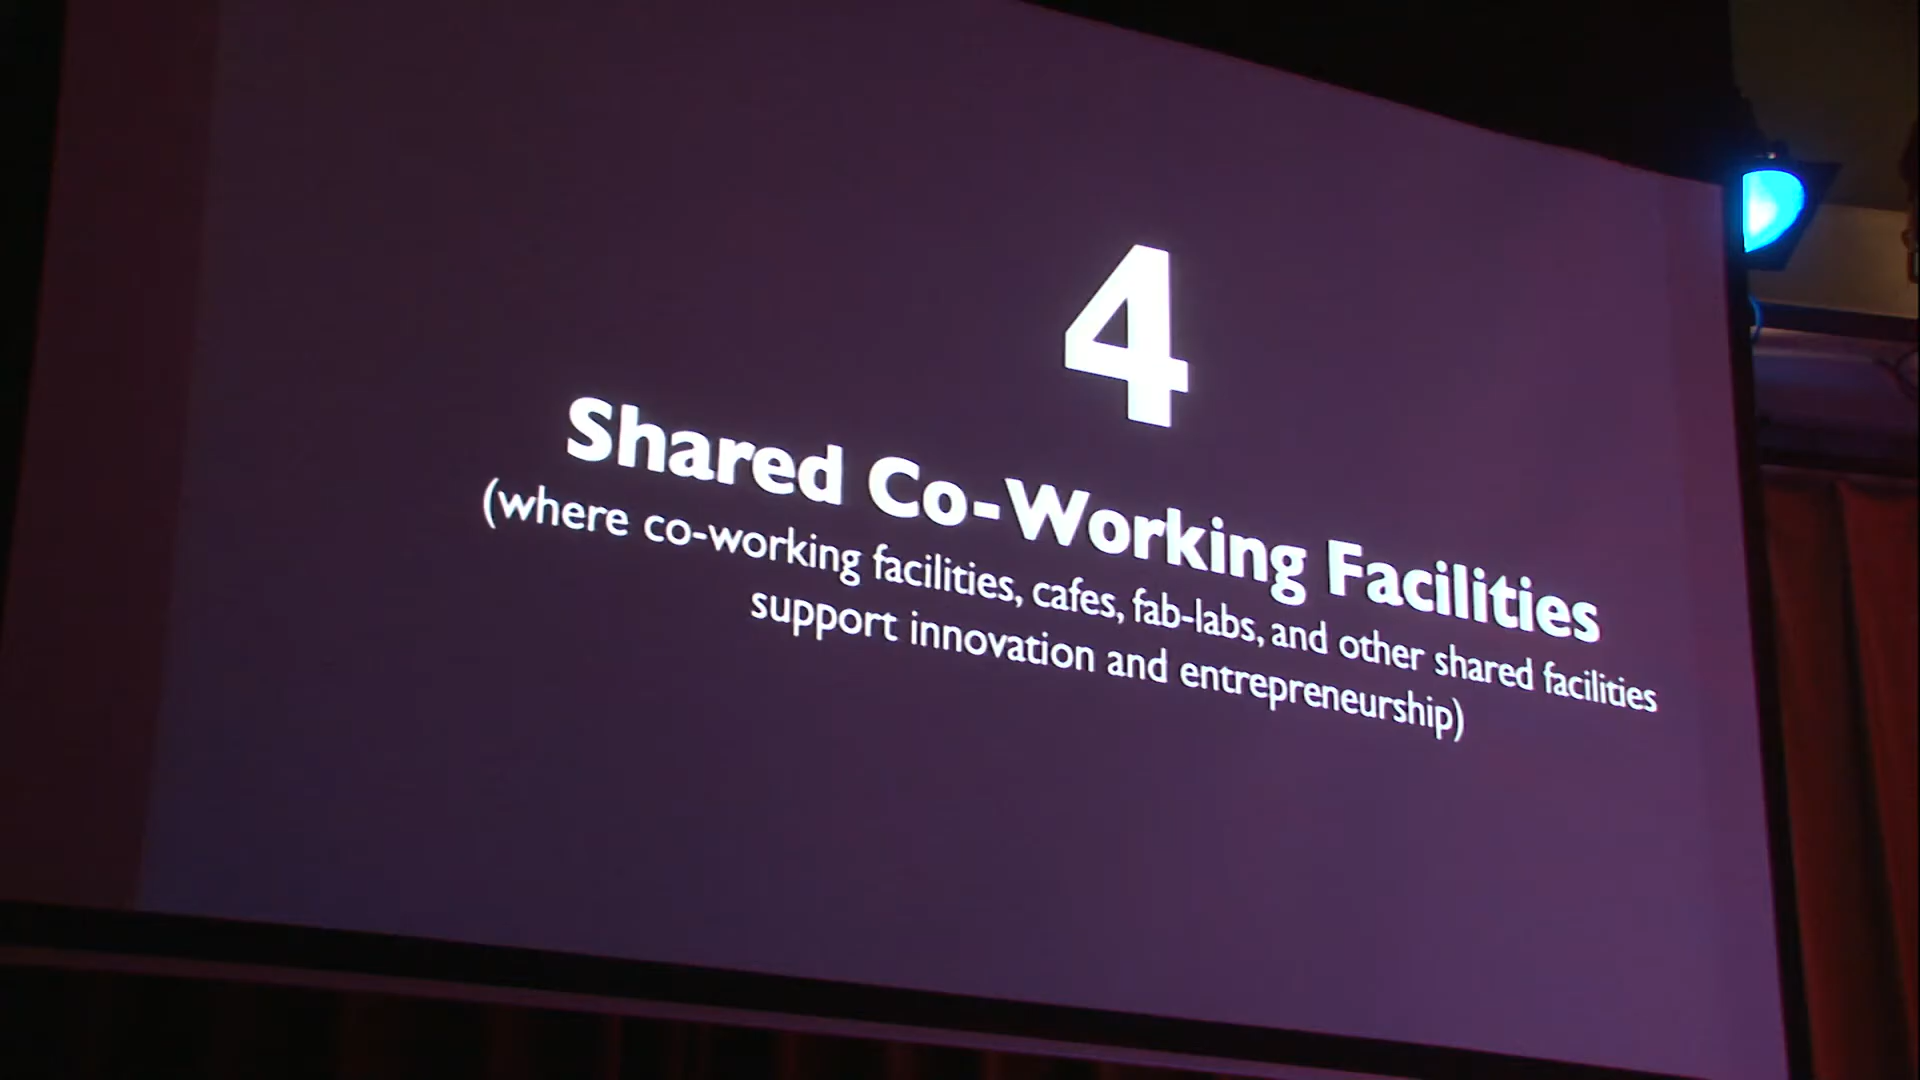 4
Shared Co-Working Facilities
(where co-working facilities, cafes, fab-labs, and other shared facilities
support innovation and entrepreneurship)